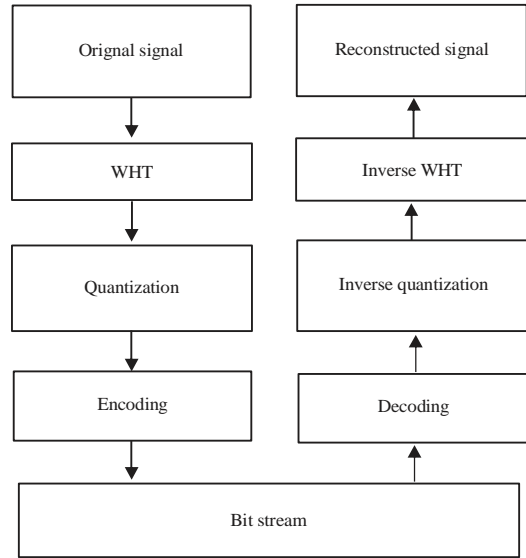 Orignal signal
WHT
Quantization
Encoding
Bit stream
Decoding
Inverse quantization
Inverse WHT
Reconstructed signal